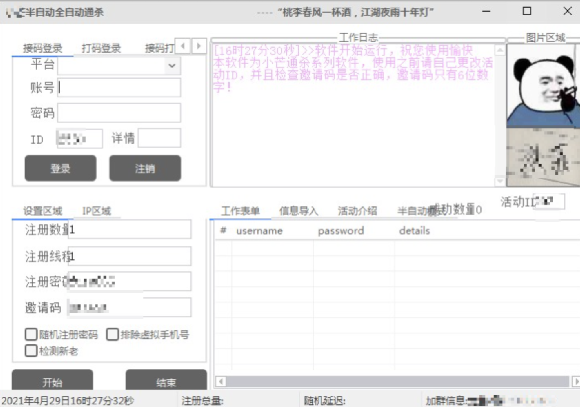 半自动全自动通杀
----“桃李春风一杯酒，江湖夜雨十年灯”
接码登录 打码登录 接码打
平台
账号
密码
ID 详情
登录 注销
工作日志
[16时27分30秒]>>软件开始运行，祝您使用愉快
本软件为小芒通杀系列软件，使用之前请自己更改活
动ID，并且检查邀请码是否正确，邀请码只有6位数
字！
图片区域
设置区域 IP区域
注册数量1
注册线程1
注册密
邀请码
随机注册密码 排除虚拟手机号
检测新老
开始 结束
工作表单 信息导入 活动介绍 半自动模式 成功数量0 活动ID
# username password details
2021年4月29日16时27分32秒 注册总量: 随机延迟: 加群信息: